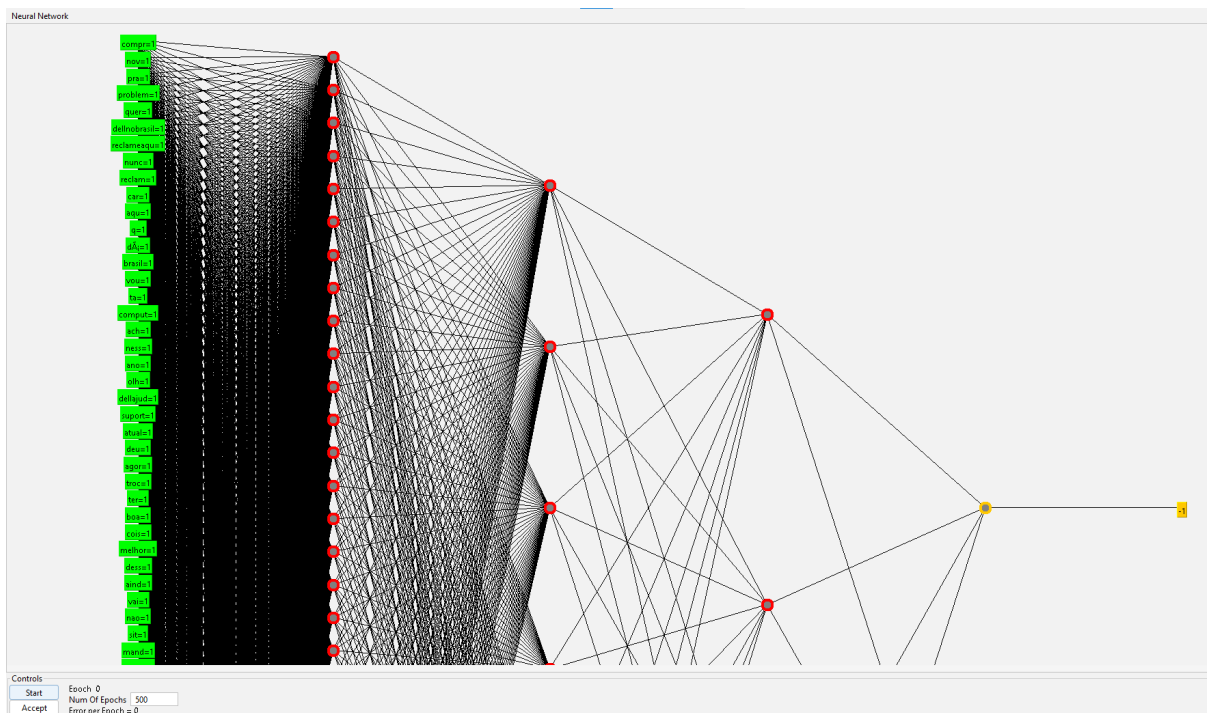 Neural Network
compr=1
nov=1
pra=1
problem=1
quer=1
dellnobrasil=1
reclameaqu=1
nunc=1
reclam=1
car=1
aqu=1
q=1
dÃ¡=1
brasil=1
vou=1
ta=1
comput=1
ach=1
ness=1
ano=1
olh=1
dellajud=1
suport=1
atual=1
deu=1
agor=1
troc=1
ter=1
boa=1
cois=1
melhor=1
dess=1
aind=1
vai=1
nao=1
sit=1
mand=1
-1
Controls
Start
Epoch 0
Num Of Epochs 500
Accept
Error per Epoch = 0